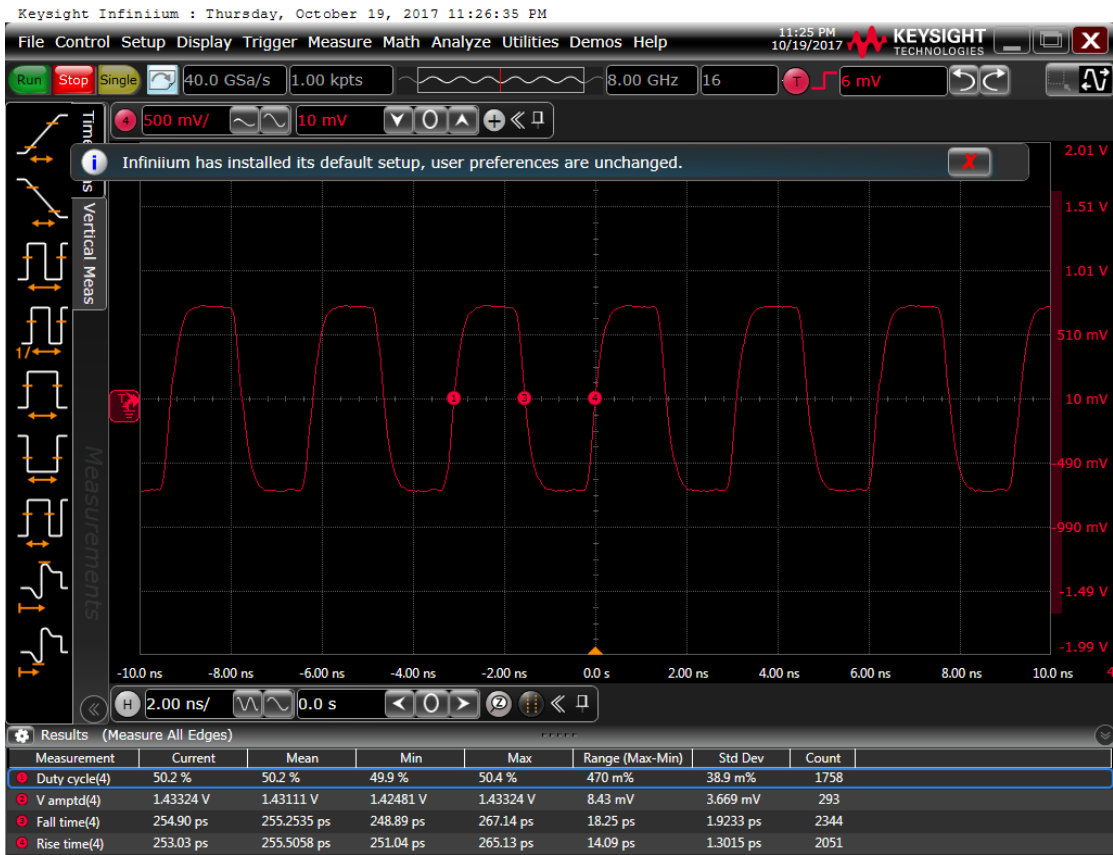 Keysight Infiniium : Thursday, October 19, 2017 11:26:35 PM
File Control Setup Display Trigger Measure Math Analyze Utilities Demos Help
11:25 PM
10/19/2017
KEYSIGHT
TECHNOLOGIES
Run Stop Single 40.0 GSa/s 1.00 kpts 8.00 GHz 16 T 6 mV
4 500 mV/ 10 mV
Infiniium has installed its default setup, user preferences are unchanged.
Vertical Meas
Measurements
1/
2.01 V
1.51 V
1.01 V
510 mV
10 mV
-490 mV
-990 mV
-1.49 V
-1.99 V
1 3 4
-10.0 ns -8.00 ns -6.00 ns -4.00 ns -2.00 ns 0.0 s 2.00 ns 4.00 ns 6.00 ns 8.00 ns 10.0 ns
H 2.00 ns/ 0.0 s
Results (Measure All Edges)
Measurement Current Mean Min Max Range (Max-Min) Std Dev Count
1 Duty cycle(4) 50.2 % 50.2 % 49.9 % 50.4 % 470 m% 38.9 m% 1758
2 V amptd(4) 1.43324 V 1.43111 V 1.42481 V 1.43324 V 8.43 mV 3.669 mV 293
3 Fall time(4) 254.90 ps 255.2535 ps 248.89 ps 267.14 ps 18.25 ps 1.9233 ps 2344
4 Rise time(4) 253.03 ps 255.5058 ps 251.04 ps 265.13 ps 14.09 ps 1.3015 ps 2051